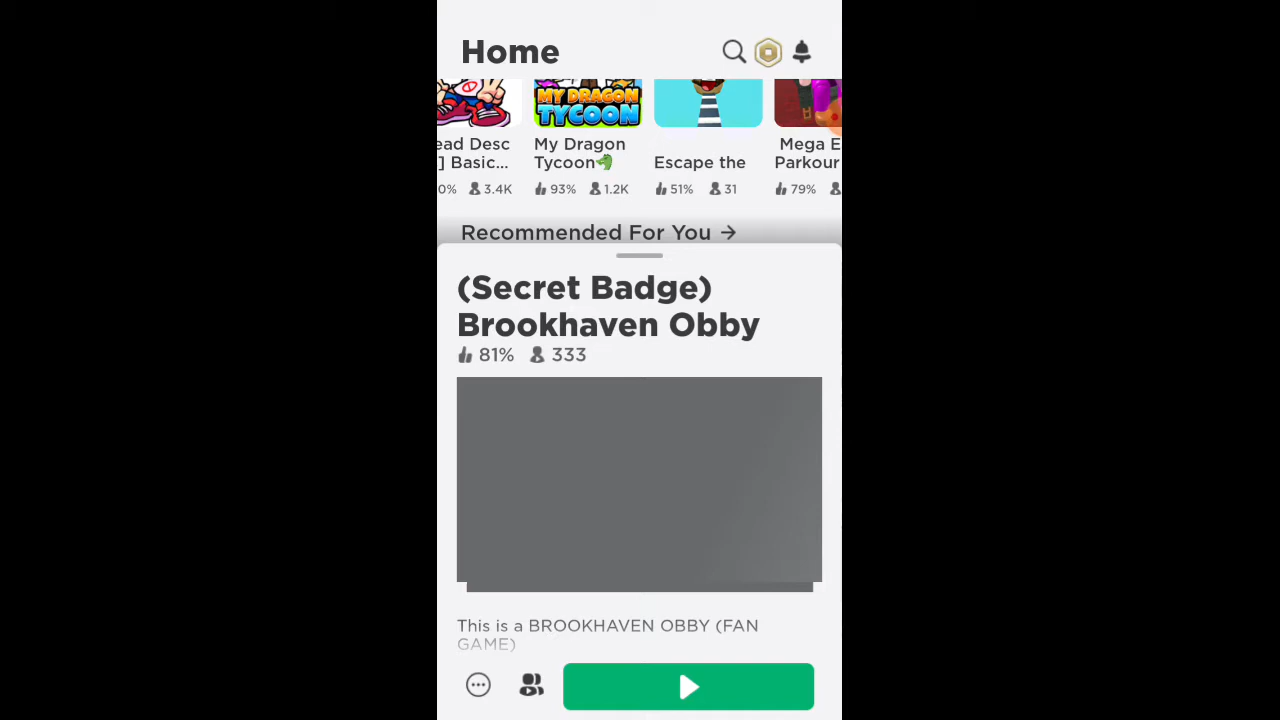 Home
MY DRAGON
TYCOON
ead Desc
] Basic...
0% 3.4K
My Dragon
Tycoon🐉
93% 1.2K
Escape the
51% 31
Mega E
Parkour
79%
Recommended For You →
(Secret Badge)
Brookhaven Obby
81% 333
This is a BROOKHAVEN OBBY (FAN
GAME)